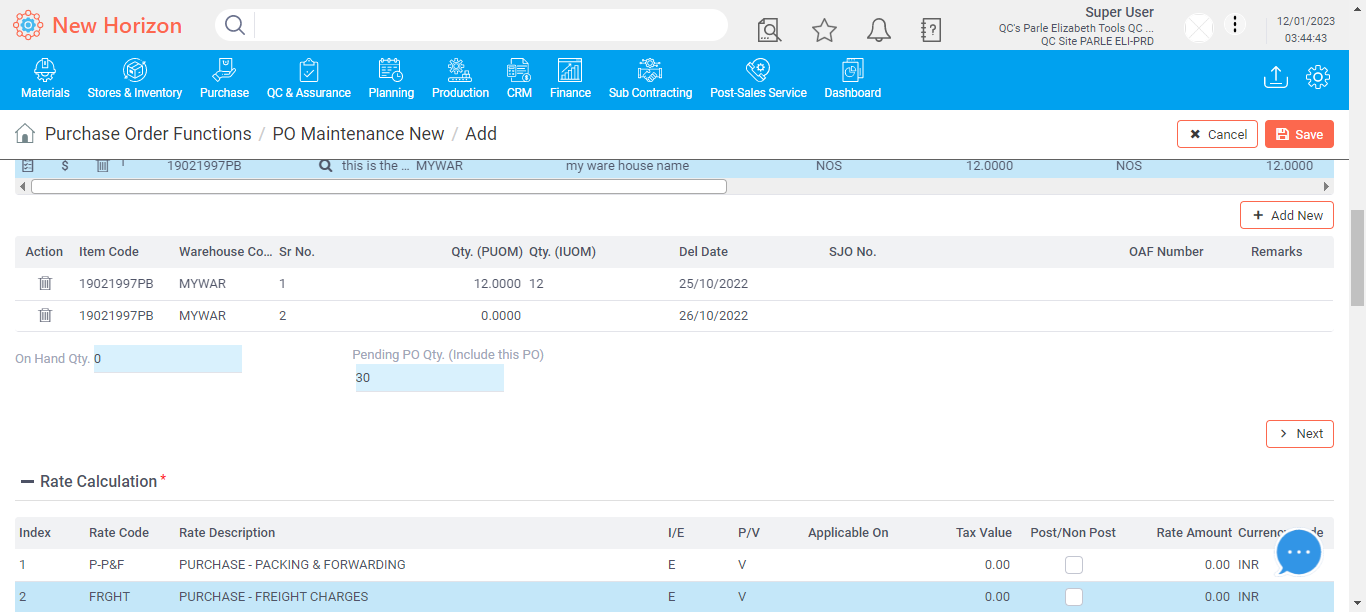 New Horizon
Super User
QC's Parle Elizabeth Tools QC ...
QC Site PARLE ELI-PRD
12/01/2023
03:44:43
Materials Stores & Inventory Purchase QC & Assurance Planning Production CRM Finance Sub Contracting Post-Sales Service Dashboard
Purchase Order Functions / PO Maintenance New / Add
Cancel Save
$ 19021997PB this is the ... MYWAR my ware house name NOS 12.0000 NOS 12.0000
+ Add New
Action Item Code Warehouse Co... Sr No. Qty. (PUOM) Qty. (IUOM) Del Date SJO No. OAF Number Remarks
19021997PB MYWAR 1 12.0000 12 25/10/2022
19021997PB MYWAR 2 0.0000 26/10/2022
On Hand Qty. 0
Pending PO Qty. (Include this PO)
30
> Next
Rate Calculation *
Index Rate Code Rate Description I/E P/V Applicable On Tax Value Post/Non Post Rate Amount
1 P-P&F PURCHASE - PACKING & FORWARDING E V 0.00 0.00 INR
2 FRGHT PURCHASE - FREIGHT CHARGES E V 0.00 0.00 INR